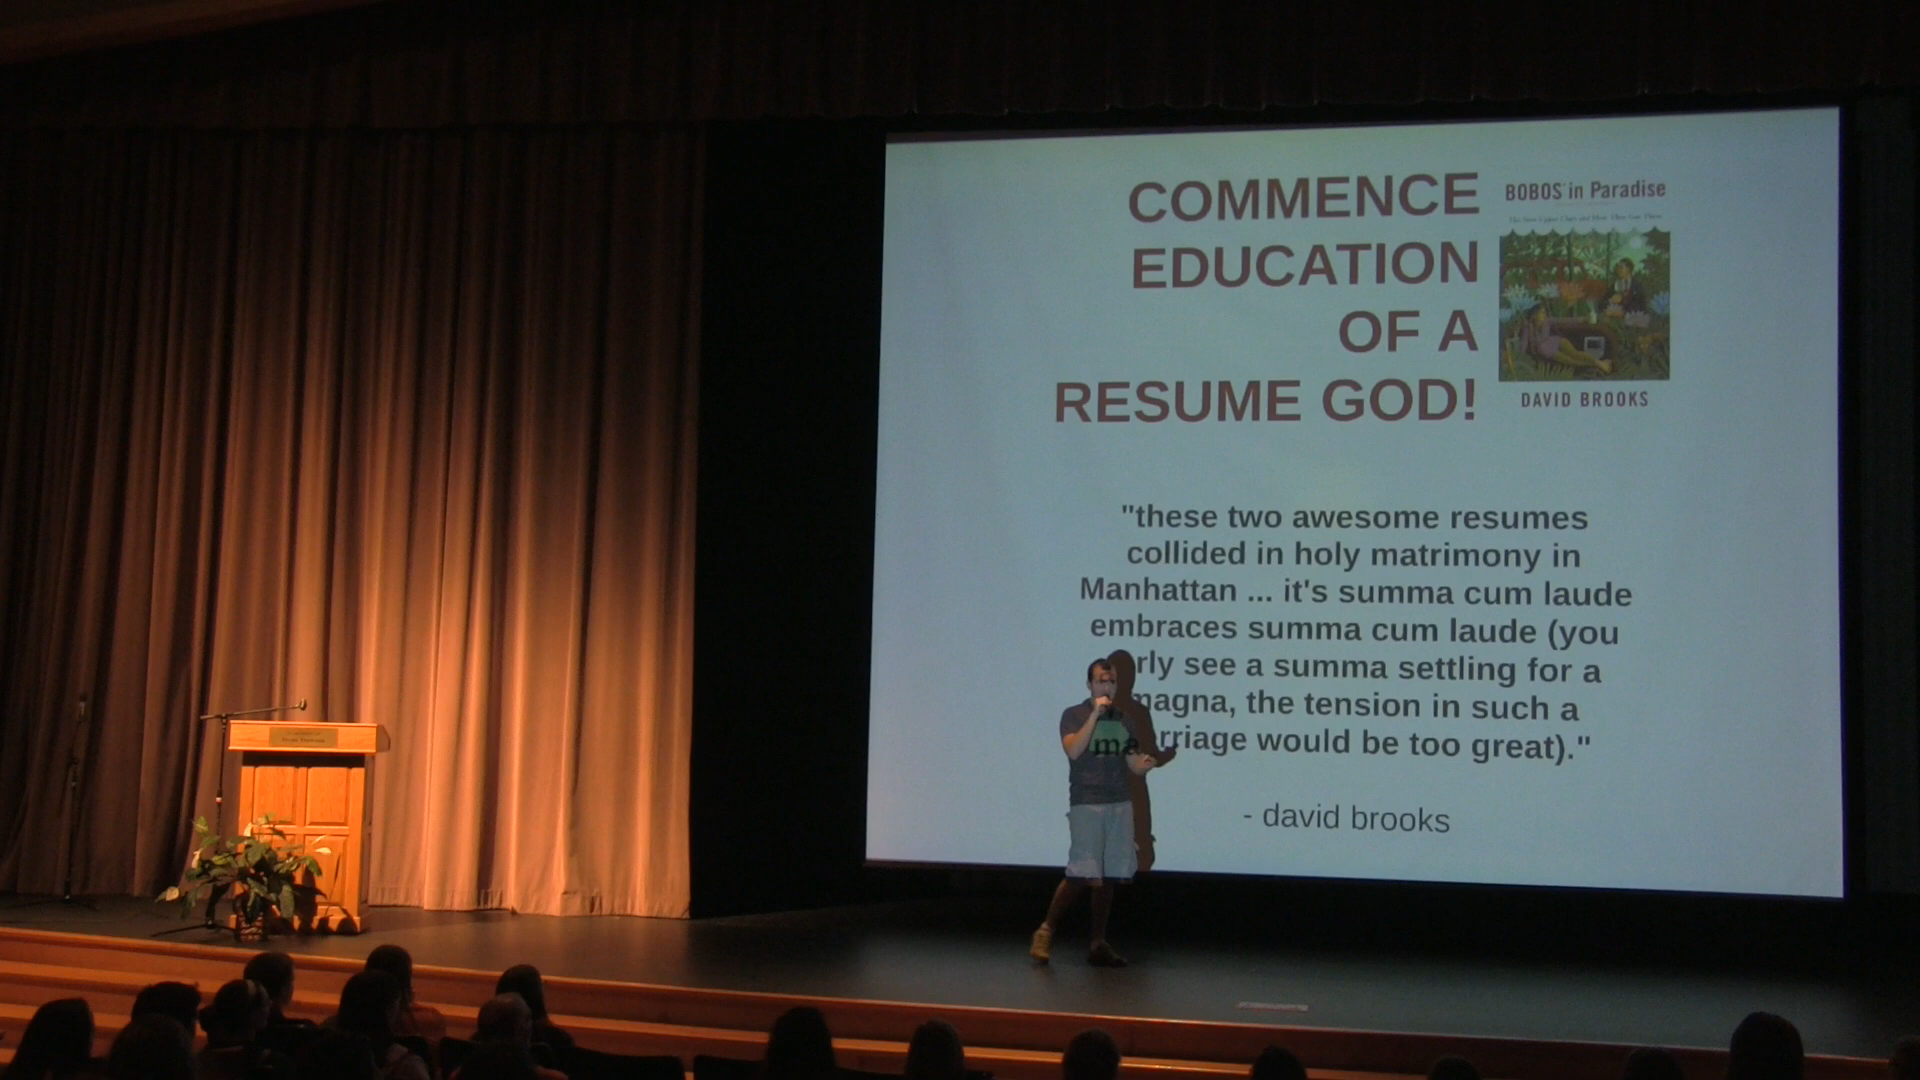 COMMENCE
EDUCATION
OF A
RESUME GOD!
BOBOS in Paradise
DAVID BROOKS
"these two awesome resumes
collided in holy matrimony in
Manhattan ... it's summa cum laude
embraces summa cum laude (you
rly see a summa settling for a
magna, the tension in such a
marriage would be too great)."
- david brooks